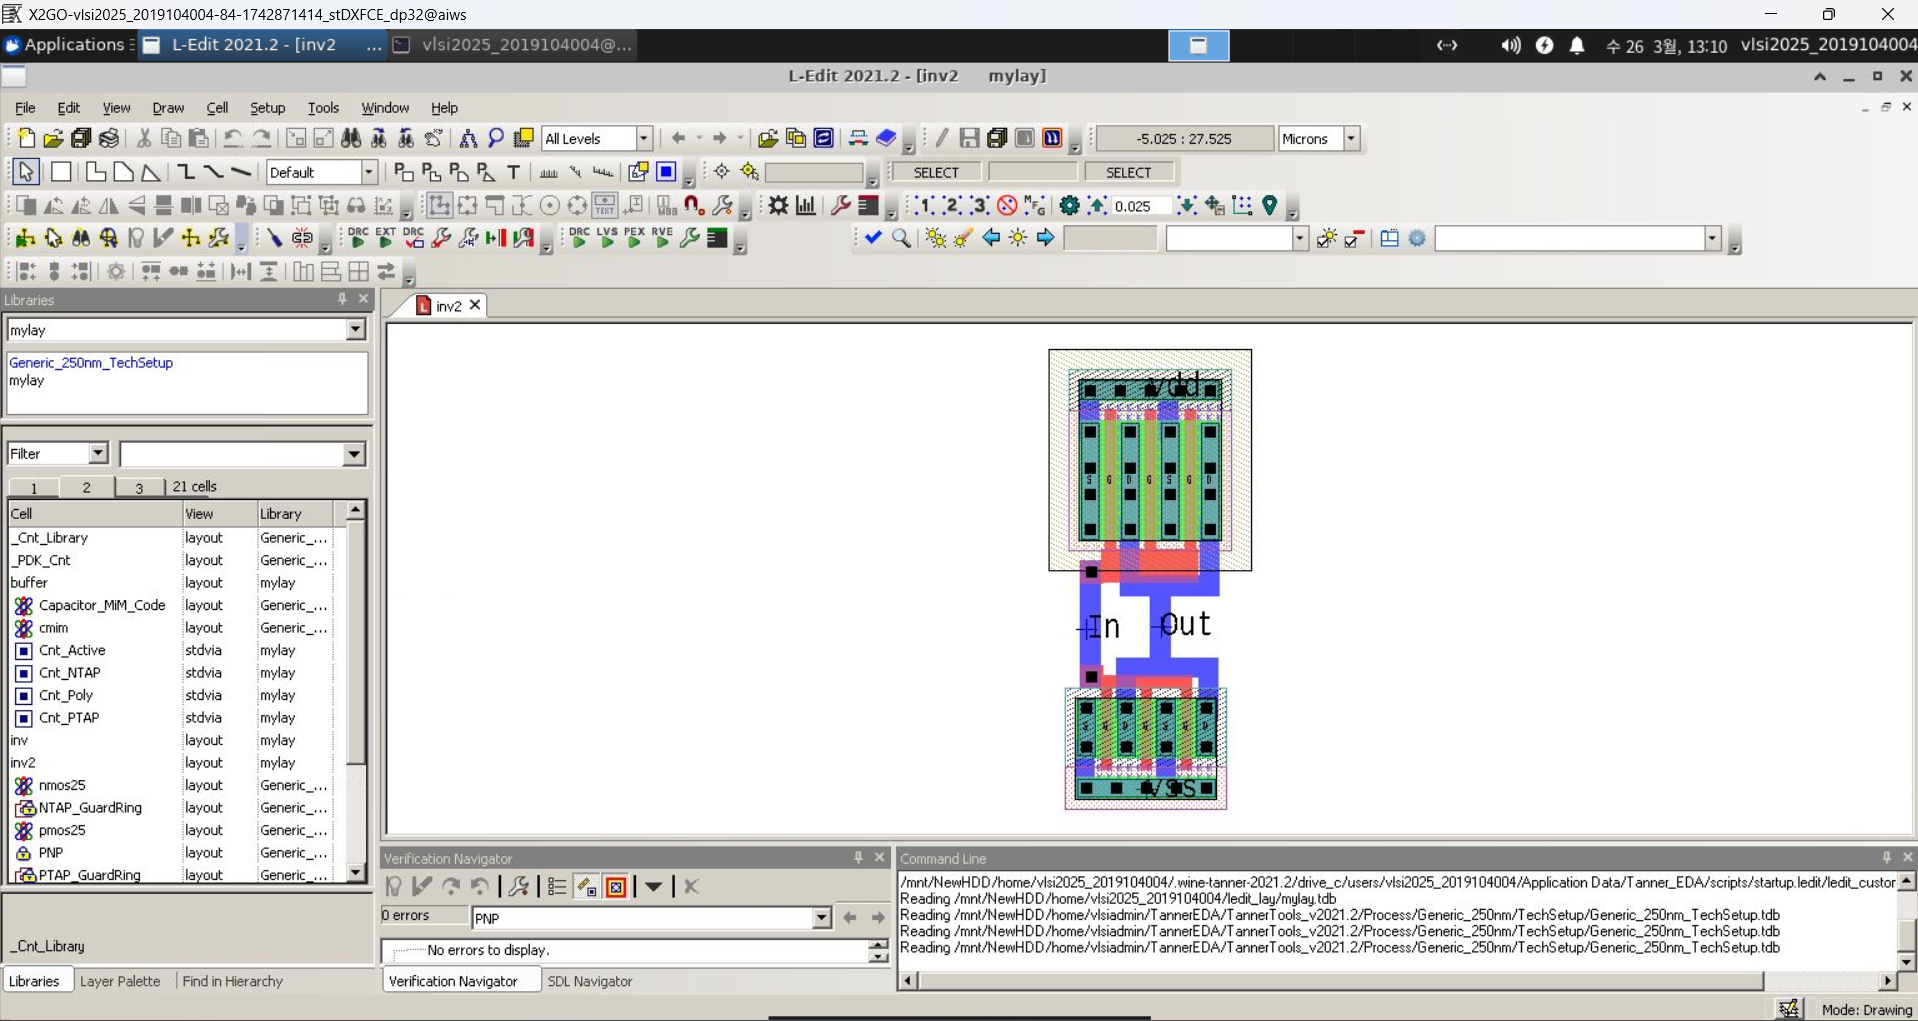 X2GO-vlsi2025_2019104004-84-1742871414_stDXFCE_dp32@aiws
Applications
L-Edit 2021.2 - [inv2 ...
vlsi2025_2019104004@...
수 26 3월, 13:10
vlsi2025_2019104004
L-Edit 2021.2 - [inv2 mylay]
File Edit View Draw Cell Setup Tools Window Help
All Levels
-5.025 : 27.525
Microns
Default
SELECT
SELECT
TEXT
MBB
1 2 3
MFG
0.025
DRC EXT DRC
DRC LVS PEX RVE
Libraries
mylay
Generic_250nm_TechSetup
mylay
Filter
1 2 3 21 cells
Cell View Library
_Cnt_Library layout Generic_...
_PDK_Cnt layout Generic_...
buffer layout mylay
Capacitor_MiM_Code layout Generic_...
cmim layout Generic_...
Cnt_Active stdvia mylay
Cnt_NTAP stdvia mylay
Cnt_Poly stdvia mylay
Cnt_PTAP stdvia mylay
inv layout mylay
inv2 layout mylay
nmos25 layout Generic_...
NTAP_GuardRing layout Generic_...
pmos25 layout Generic_...
PNP layout Generic_...
PTAP_GuardRing layout Generic_...
_Cnt_Library
Libraries Layer Palette Find in Hierarchy
inv2
vdd
S G D G S G D
In Out
vss
Verification Navigator
0 errors
PNP
No errors to display.
Verification Navigator SDL Navigator
Command Line
/mnt/NewHDD/home/vlsi2025_2019104004/.wine-tanner-2021.2/drive_c/users/vlsi2025_2019104004/Application Data/Tanner_EDA/scripts/startup.ledit/ledit_custor
Reading /mnt/NewHDD/home/vlsi2025_2019104004/ledit_lay/mylay.tdb
Reading /mnt/NewHDD/home/vlsiadmin/TannerEDA/TannerTools_v2021.2/Process/Generic_250nm/TechSetup/Generic_250nm_TechSetup.tdb
Reading /mnt/NewHDD/home/vlsiadmin/TannerEDA/TannerTools_v2021.2/Process/Generic_250nm/TechSetup/Generic_250nm_TechSetup.tdb
Reading /mnt/NewHDD/home/vlsiadmin/TannerEDA/TannerTools_v2021.2/Process/Generic_250nm/TechSetup/Generic_250nm_TechSetup.tdb
Mode: Drawing